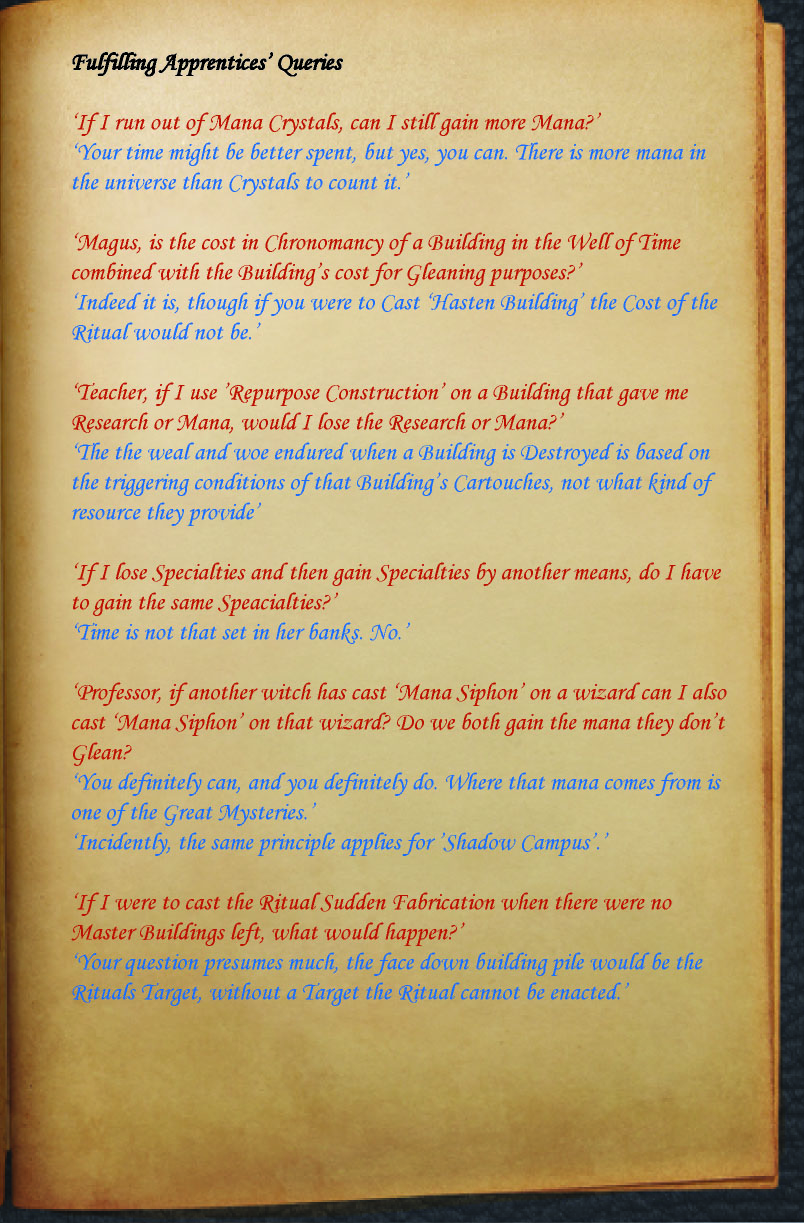 Fulfilling Apprentices’ Queries
‘If I run out of Mana Crystals, can I still gain more Mana?’
‘Your time might be better spent, but yes, you can. There is more mana in
the universe than Crystals to count it.’
‘Magus, is the cost in Chronomancy of a Building in the Well of Time
combined with the Building’s cost for Gleaning purposes?’
‘Indeed it is, though if you were to Cast ‘Hasten Building’ the Cost of the
Ritual would not be.’
‘Teacher, if I use ’Repurpose Construction’ on a Building that gave me
Research or Mana, would I lose the Research or Mana?’
‘The the weal and woe endured when a Building is Destroyed is based on
the triggering conditions of that Building’s Cartouches, not what kind of
resource they provide’
‘If I lose Specialties and then gain Specialties by another means, do I have
to gain the same Speacialties?’
‘Time is not that set in her banks. No.’
‘Professor, if another witch has cast ‘Mana Siphon’ on a wizard can I also
cast ‘Mana Siphon’ on that wizard? Do we both gain the mana they don’t
Glean?
‘You definitely can, and you definitely do. Where that mana comes from is
one of the Great Mysteries.’
‘Incidently, the same principle applies for ’Shadow Campus’.’
‘If I were to cast the Ritual Sudden Fabrication when there were no
Master Buildings left, what would happen?’
‘Your question presumes much, the face down building pile would be the
Rituals Target, without a Target the Ritual cannot be enacted.’